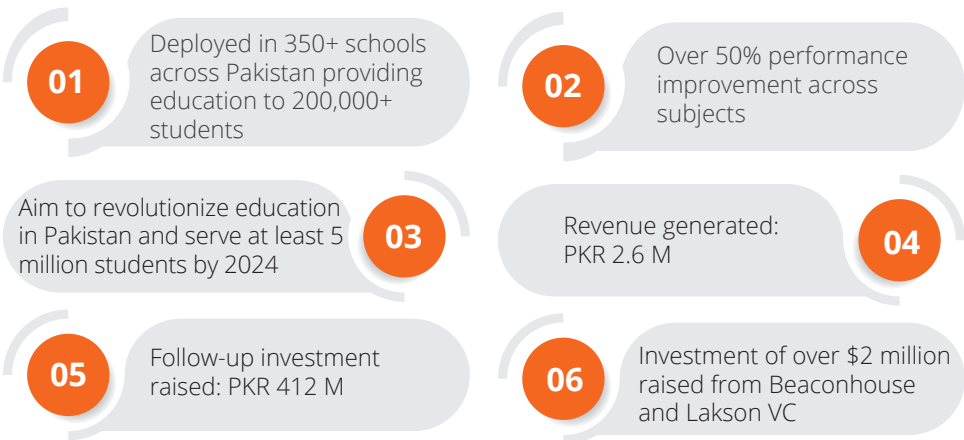 01
Deployed in 350+ schools
across Pakistan providing
education to 200,000+
students
02
Over 50% performance
improvement across
subjects
Aim to revolutionize education
in Pakistan and serve at least 5
million students by 2024
03
Revenue generated:
PKR 2.6 M
04
05
Follow-up investment
raised: PKR 412 M
06
Investment of over $2 million
raised from Beaconhouse
and Lakson VC